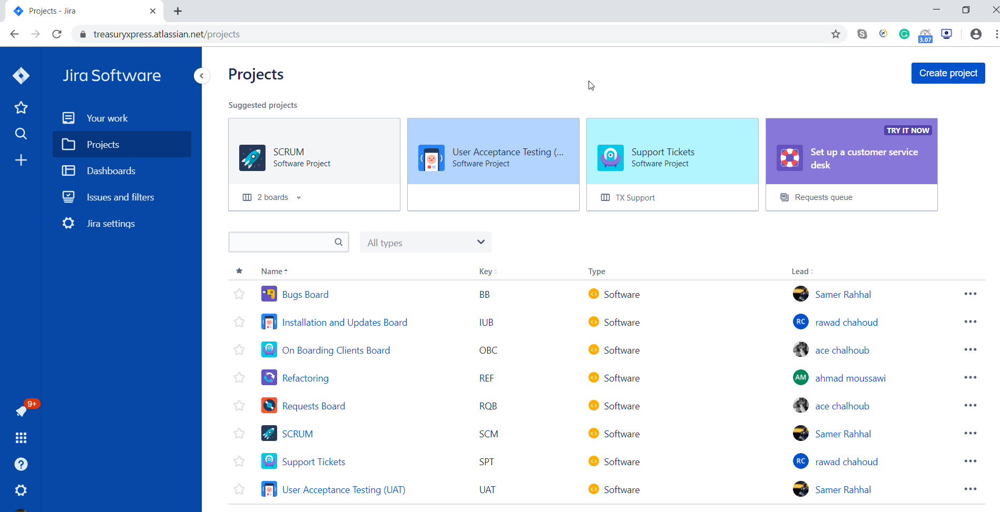 Projects - Jira
treasuryxpress.atlassian.net/projects
3.07
Jira Software
Your work
Projects
Dashboards
Issues and filters
Jira settings
9+
Projects
Create project
Suggested projects
SCRUM
Software Project
2 boards
User Acceptance Testing (...
Software Project
Support Tickets
Software Project
TX Support
TRY IT NOW
Set up a customer service
desk
Requests queue
All types
Name Key Type Lead
Bugs Board BB Software Samer Rahhal
Installation and Updates Board IUB Software RC rawad chahoud
On Boarding Clients Board OBC Software ace chalhoub
Refactoring REF Software AM ahmad moussawi
Requests Board RQB Software ace chalhoub
SCRUM SCM Software Samer Rahhal
Support Tickets SPT Software RC rawad chahoud
User Acceptance Testing (UAT) UAT Software Samer Rahhal